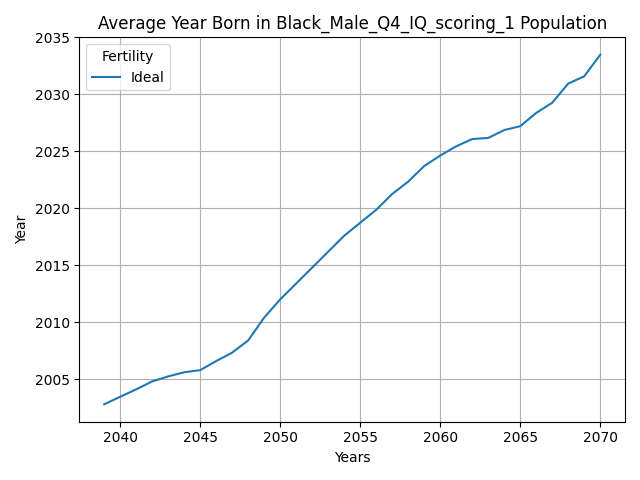 Average Year Born in Black_Male_Q4_IQ_scoring_1 Population
2035
2030
2025
2020
2015
2010
2005
Year
Fertility
Ideal
2040 2045 2050 2055 2060 2065 2070
Years